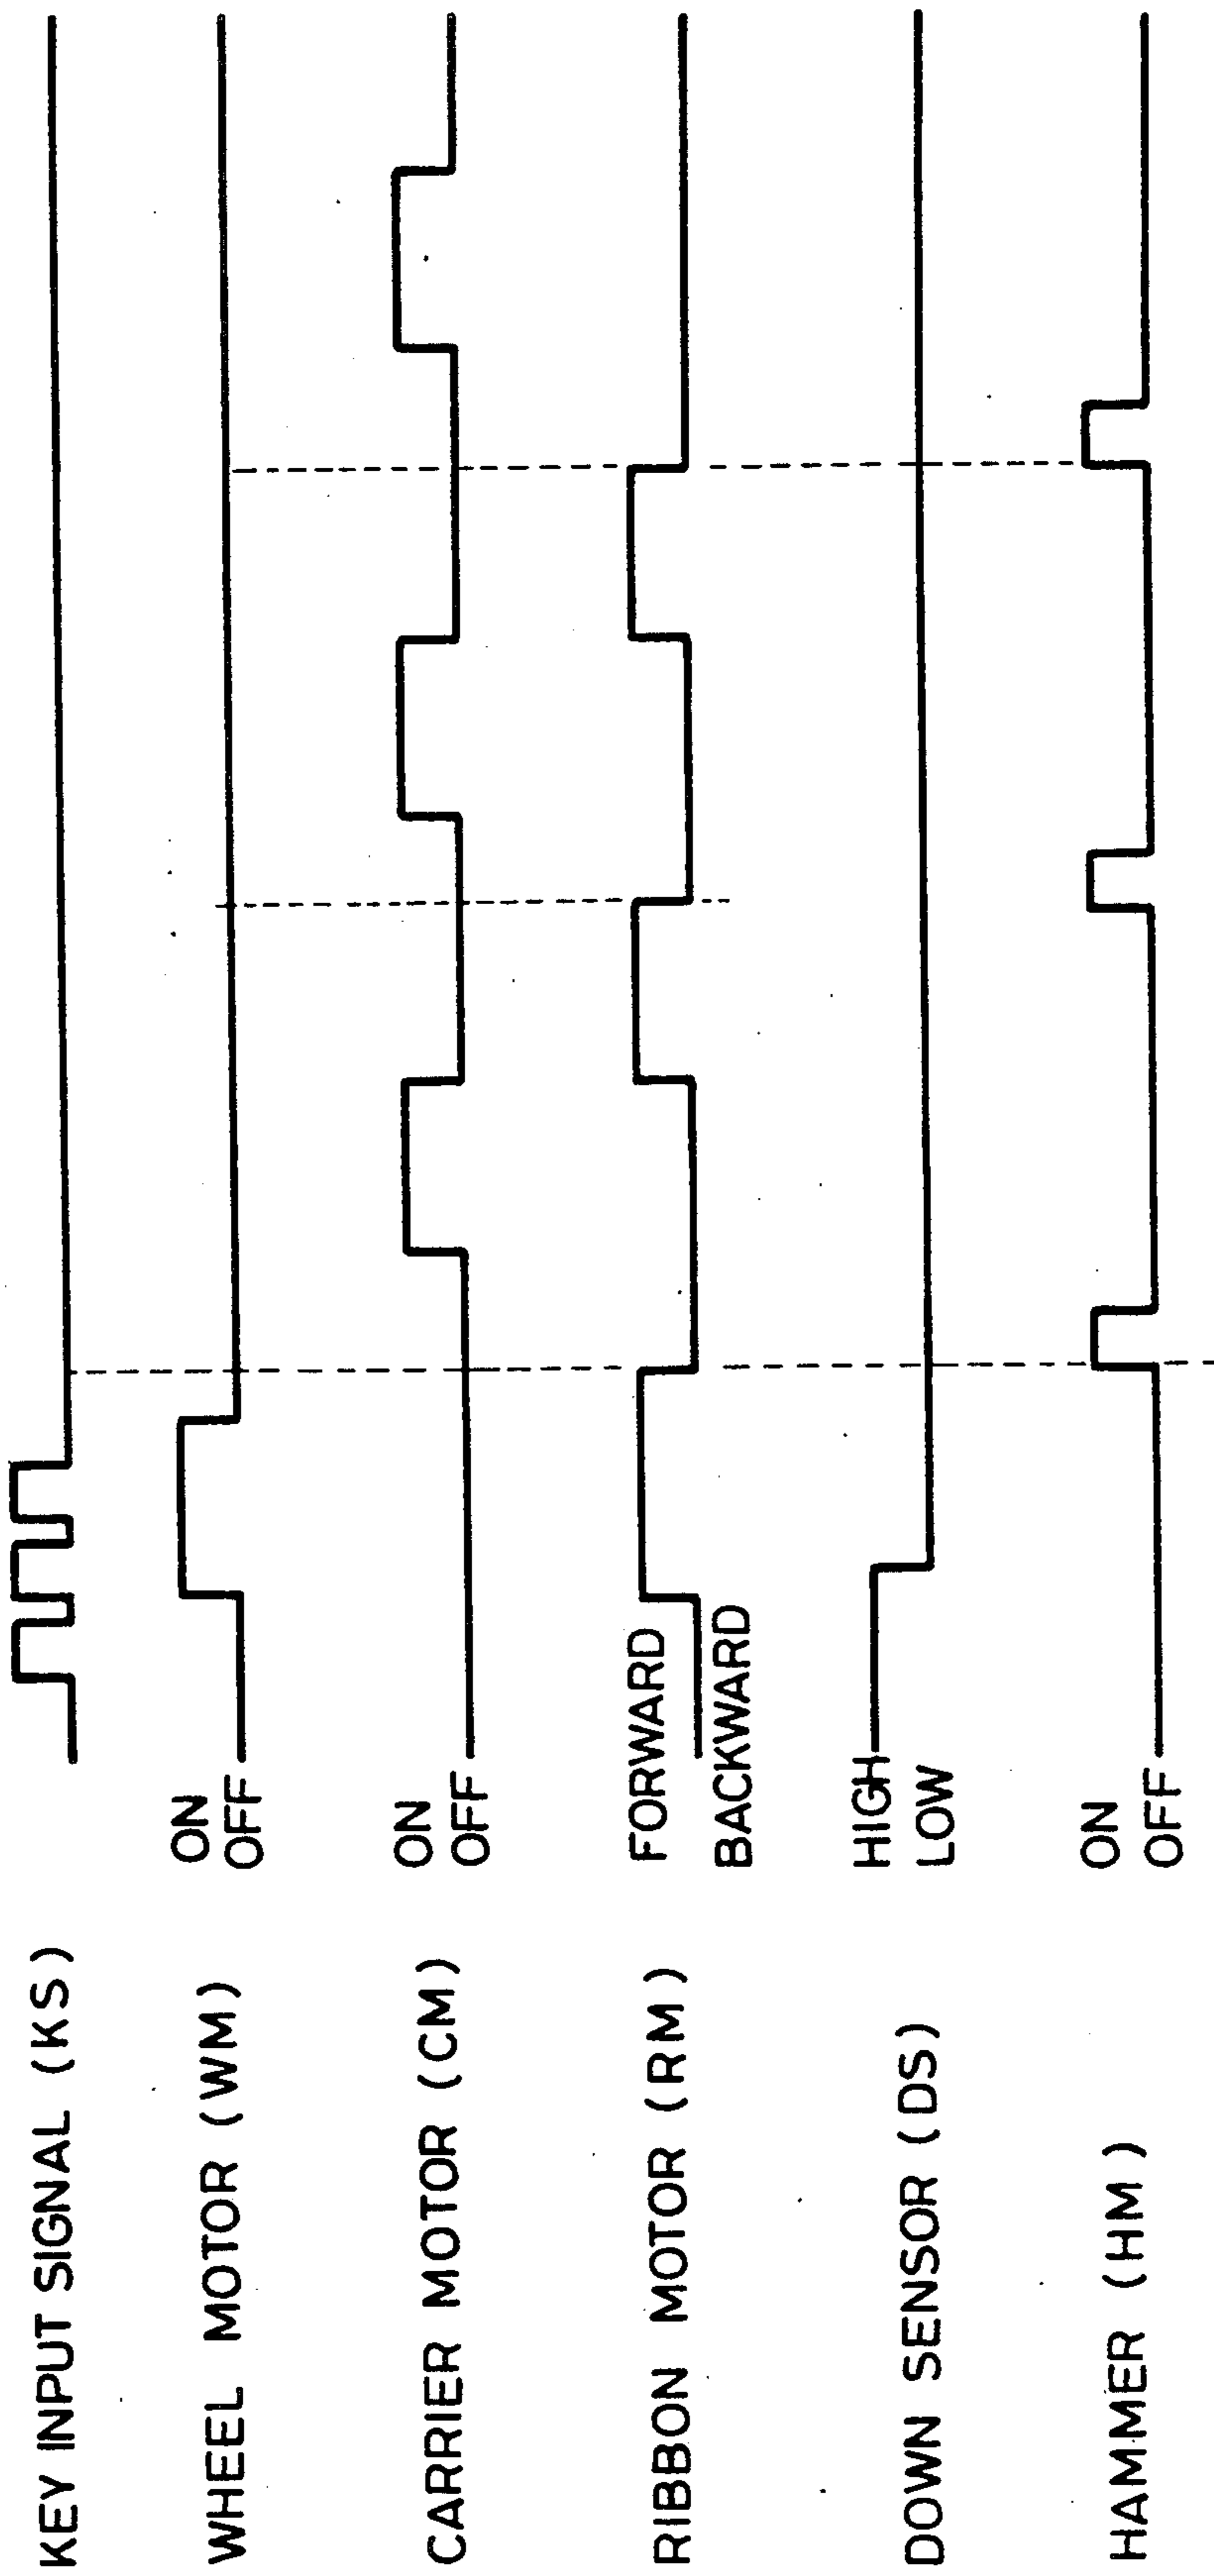 KEY INPUT SIGNAL (KS)
WHEEL MOTOR (WM)
ON
OFF
CARRIER MOTOR (CM)
ON
OFF
RIBBON MOTOR (RM)
FORWARD
BACKWARD
DOWN SENSOR (DS)
HIGH
LOW
HAMMER (HM)
ON
OFF